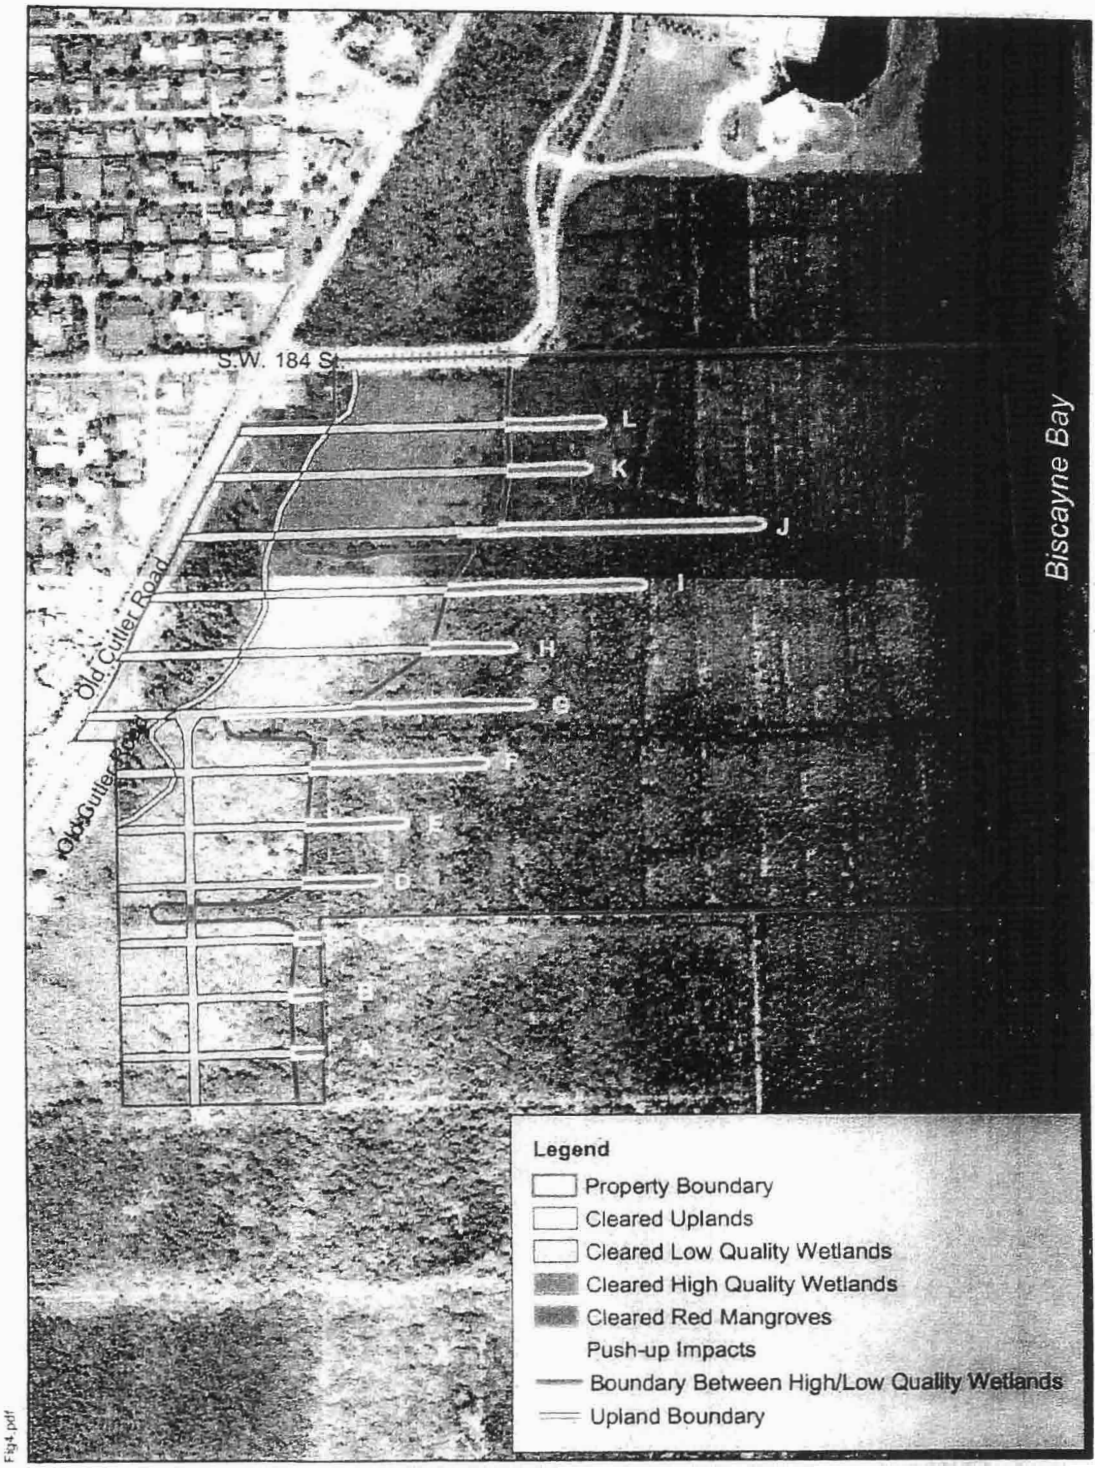 S.W. 184 St.
L
K
J
I
H
G
F
E
D
B
A
Old Cutler Road
Old Cutler Road
Biscayne Bay
Legend
Property Boundary
Cleared Uplands
Cleared Low Quality Wetlands
Cleared High Quality Wetlands
Cleared Red Mangroves
Push-up Impacts
Boundary Between High/Low Quality Wetlands
Upland Boundary
Fig4.pdf